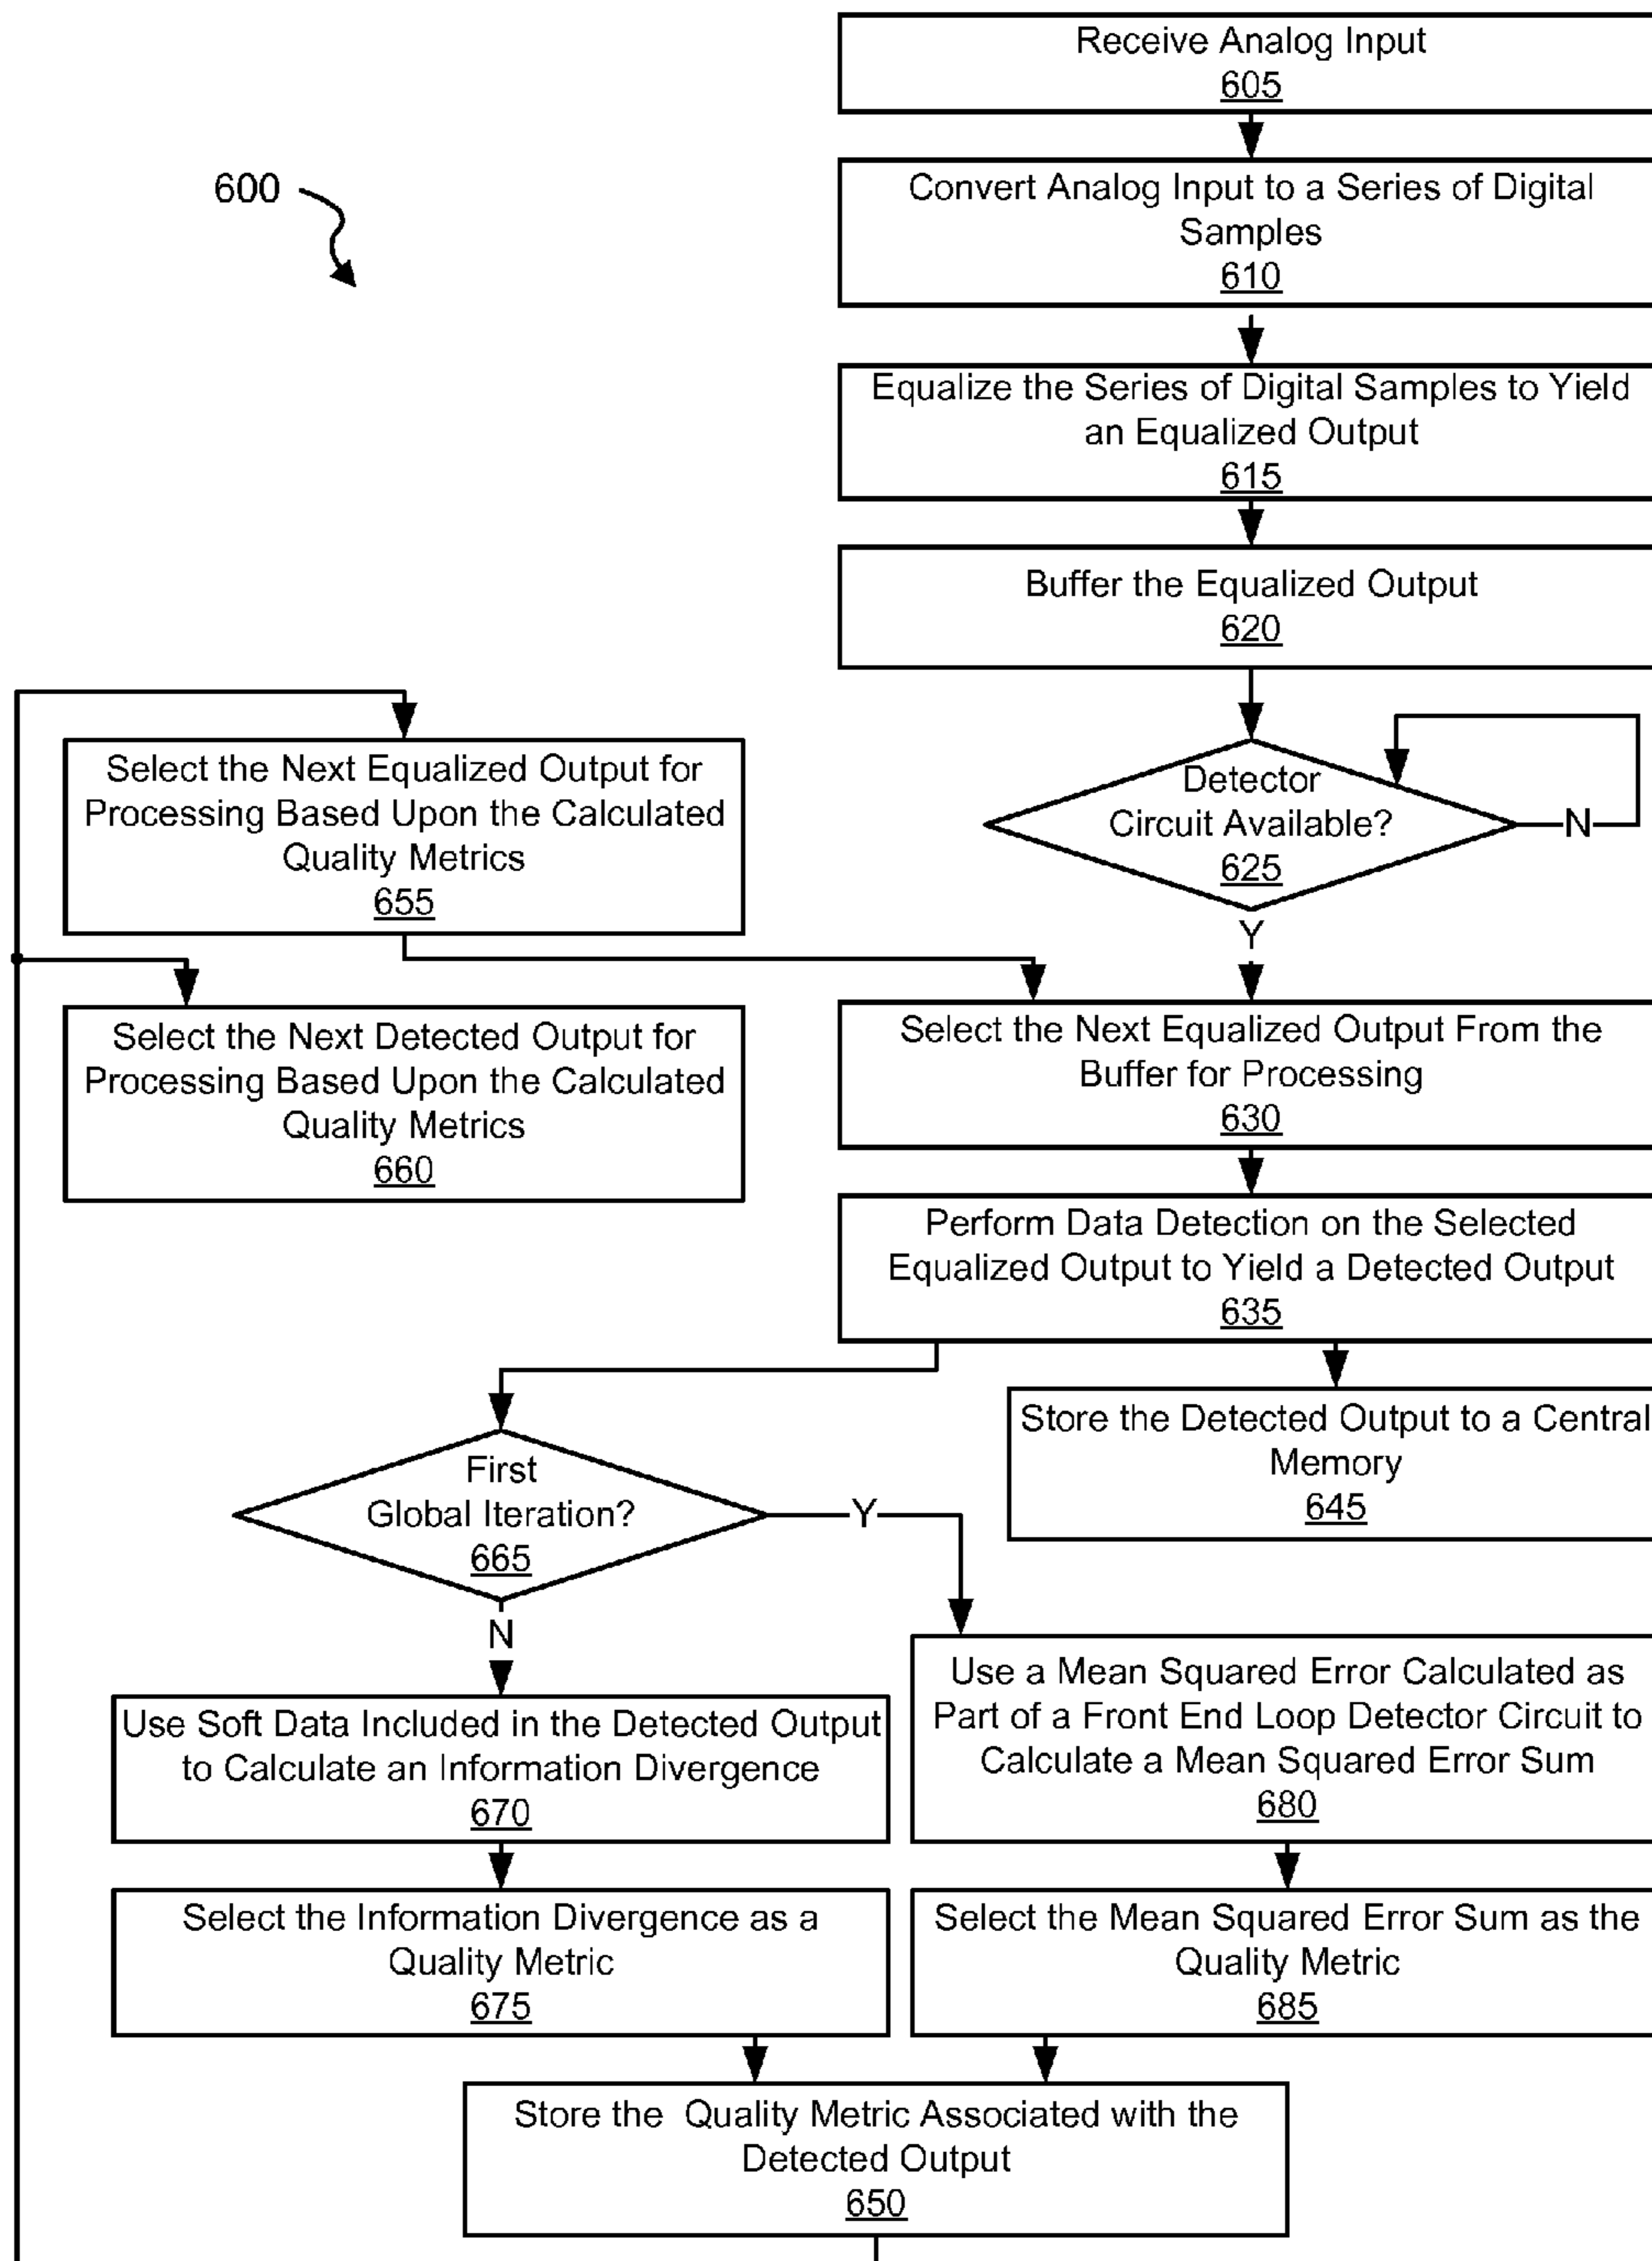 Receive Analog Input
605
600
Convert Analog Input to a Series of Digital
Samples
610
Equalize the Series of Digital Samples to Yield
an Equalized Output
615
Buffer the Equalized Output
620
Select the Next Equalized Output for
Processing Based Upon the Calculated
Quality Metrics
655
Detector
Circuit Available?
625
N
Y
Select the Next Detected Output for
Processing Based Upon the Calculated
Quality Metrics
660
Select the Next Equalized Output From the
Buffer for Processing
630
Perform Data Detection on the Selected
Equalized Output to Yield a Detected Output
635
Store the Detected Output to a Central
Memory
645
First
Global Iteration?
665
Y
N
Use Soft Data Included in the Detected Output
to Calculate an Information Divergence
670
Use a Mean Squared Error Calculated as
Part of a Front End Loop Detector Circuit to
Calculate a Mean Squared Error Sum
680
Select the Information Divergence as a
Quality Metric
675
Select the Mean Squared Error Sum as the
Quality Metric
685
Store the Quality Metric Associated with the
Detected Output
650